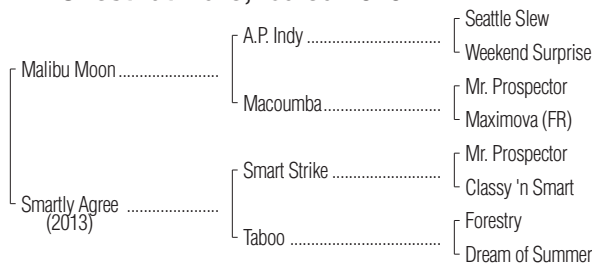 Seattle Slew
A.P. Indy
Weekend Surprise
Malibu Moon
Mr. Prospector
Macoumba
Maximova (FR)
Mr. Prospector
Smart Strike
Classy 'n Smart
Smartly Agree
(2013)
Forestry
Taboo
Dream of Summer